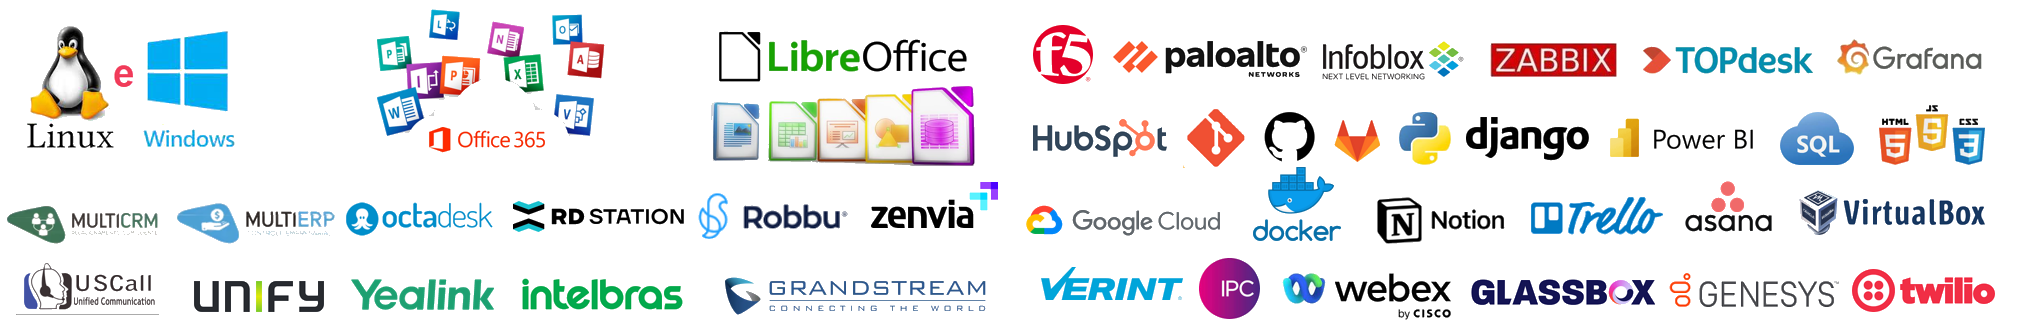 Linux e Windows
L P N O A
I P X
W V
Office 365
LibreOffice
f5 paloalto NETWORKS Infoblox NEXT LEVEL NETWORKING ZABBIX TOPdesk Grafana
HubSpot django Power BI SQL HTML 5 JS 5 CSS 3
MULTICRM MULTIERP octadesk RD STATION Robbu zenvia
Google Cloud docker N Notion Trello asana VirtualBox
USCall Unified Communication UNIFY Yealink intelbras GRANDSTREAM CONNECTING THE WORLD
VERINT IPC webex by CISCO GLASSBOX GENESYS twilio